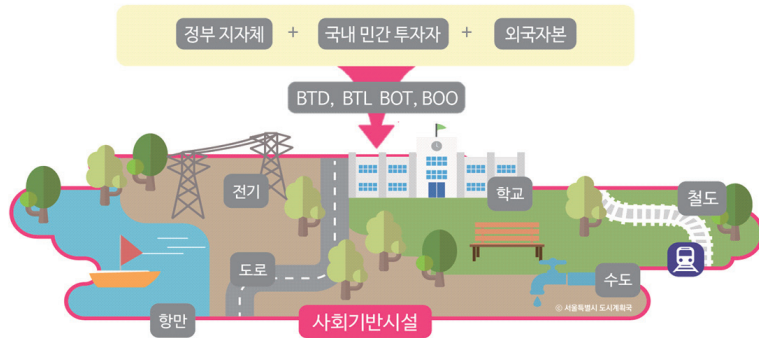 정부 지자체 + 국내 민간 투자자 + 외국자본
BTD, BTL BOT, BOO
전기
학교
철도
도로
수도
항만
사회기반시설
© 서울특별시 도시계획국